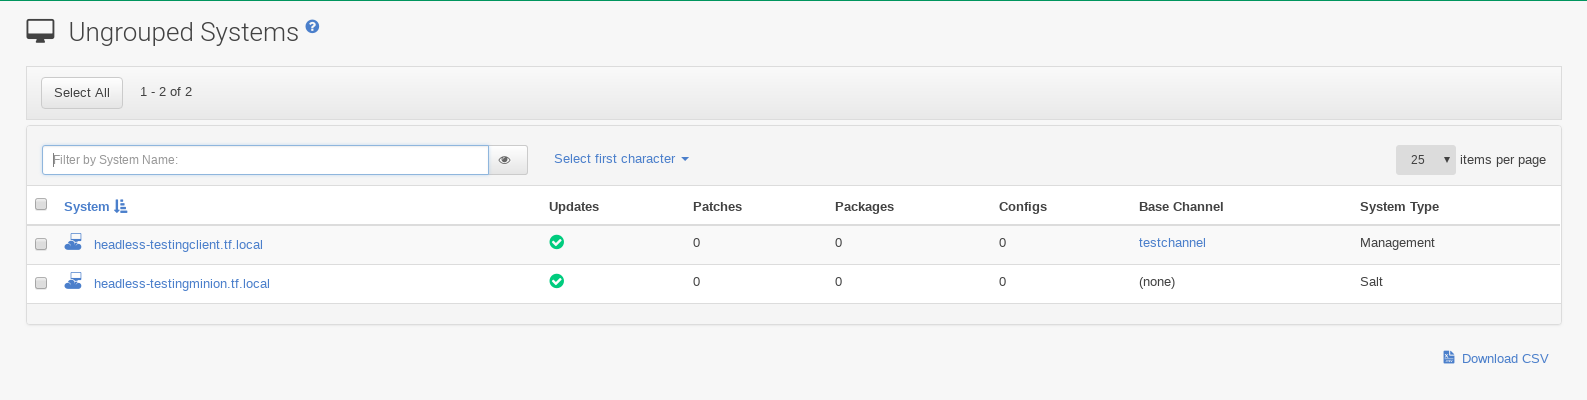 Ungrouped Systems
Select All 1 - 2 of 2
Filter by System Name: Select first character 25 items per page
System Updates Patches Packages Configs Base Channel System Type
headless-testingclient.tf.local 0 0 0 testchannel Management
headless-testingminion.tf.local 0 0 0 (none) Salt
Download CSV